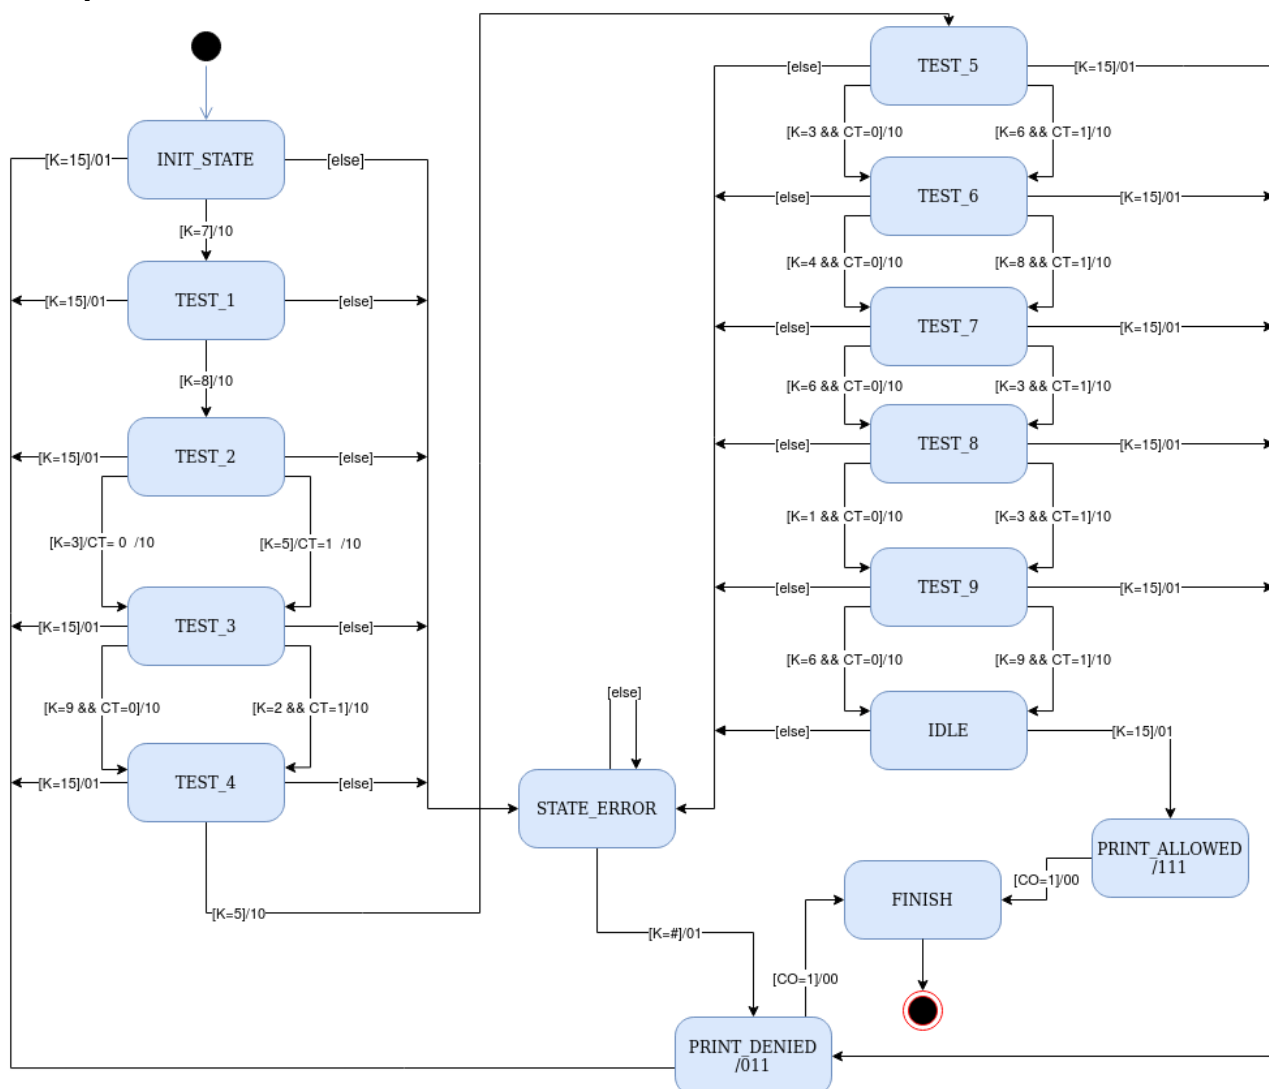 INIT_STATE
[K=15]/01
[else]
[K=7]/10
TEST_1
[K=15]/01
[else]
[K=8]/10
TEST_2
[K=15]/01
[else]
[K=3]/CT= 0 /10
[K=5]/CT=1 /10
TEST_3
[K=15]/01
[else]
[K=9 && CT=0]/10
[K=2 && CT=1]/10
TEST_4
[K=15]/01
[else]
[K=5]/10
TEST_5
[else]
[K=15]/01
[K=3 && CT=0]/10
[K=6 && CT=1]/10
TEST_6
[else]
[K=15]/01
[K=4 && CT=0]/10
[K=8 && CT=1]/10
TEST_7
[else]
[K=15]/01
[K=6 && CT=0]/10
[K=3 && CT=1]/10
TEST_8
[else]
[K=15]/01
[K=1 && CT=0]/10
[K=3 && CT=1]/10
TEST_9
[else]
[K=15]/01
[K=6 && CT=0]/10
[K=9 && CT=1]/10
IDLE
[else]
[K=15]/01
[else]
STATE_ERROR
[K=#]/01
PRINT_ALLOWED
/111
[CO=1]/00
FINISH
[CO=1]/00
PRINT_DENIED
/011